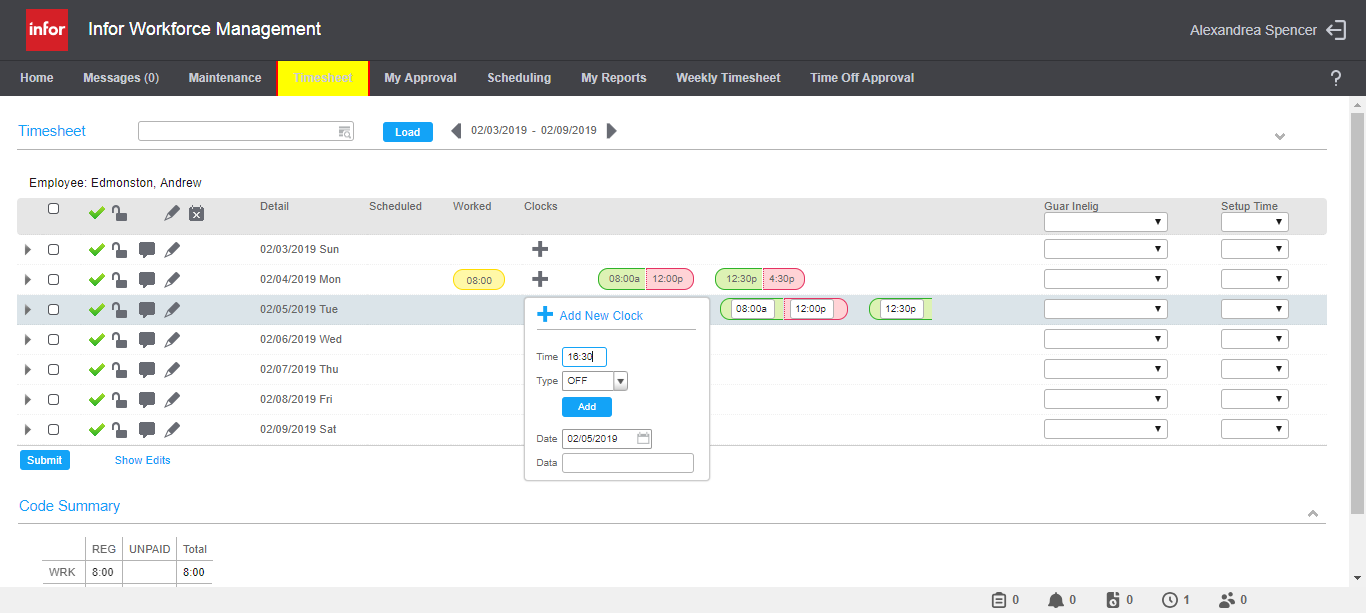 infor Infor Workforce Management Alexandrea Spencer
Home Messages (0) Maintenance Timesheet My Approval Scheduling My Reports Weekly Timesheet Time Off Approval ?
Timesheet Load 02/03/2019 - 02/09/2019
Employee: Edmonston, Andrew
Detail Scheduled Worked Clocks Guar Inelig Setup Time
02/03/2019 Sun
02/04/2019 Mon 08:00 08:00a 12:00p 12:30p 4:30p
02/05/2019 Tue 08:00a 12:00p 12:30p
Add New Clock
02/06/2019 Wed
Time 16:30
02/07/2019 Thu
Type OFF
02/08/2019 Fri
Add
02/09/2019 Sat
Date 02/05/2019
Submit Show Edits
Data
Code Summary
REG UNPAID Total
WRK 8:00 8:00
0 0 0 1 0